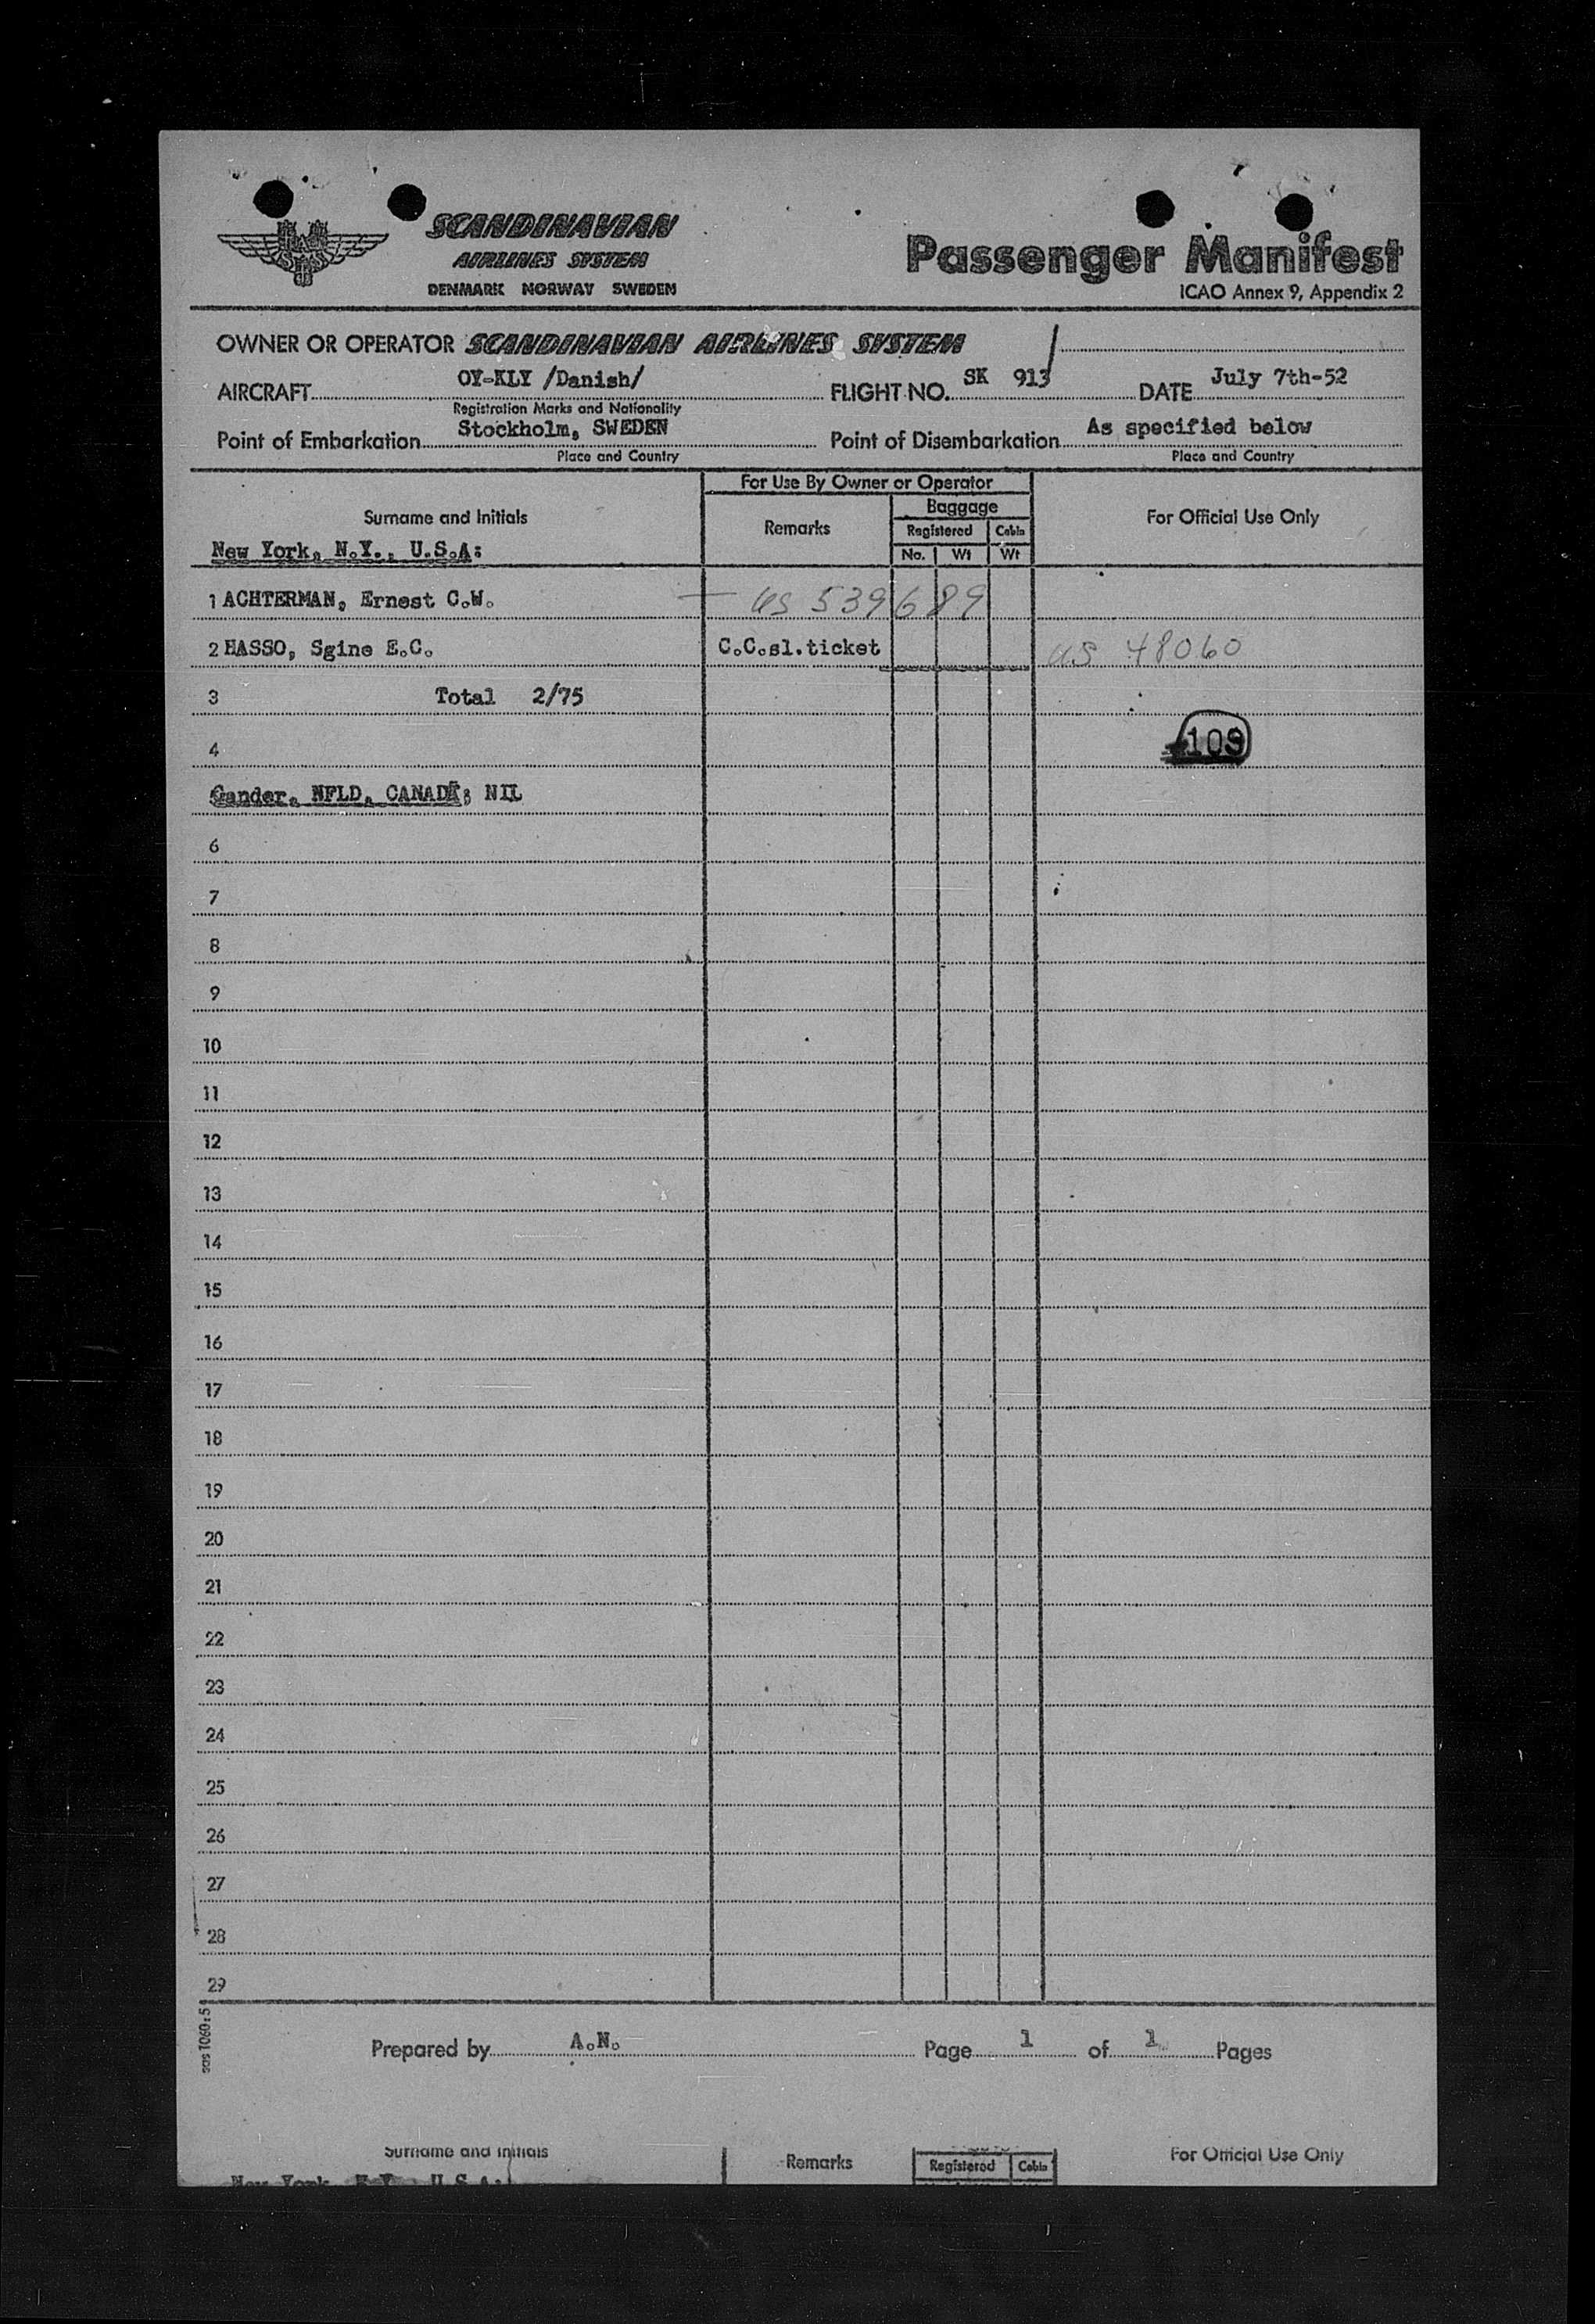 SCANDINAVIAN
AIRLINES SYSTEM
DENMARK NORWAY SWEDEN
Passenger Manifest
ICAO Annex 9, Appendix 2
OWNER OR OPERATOR SCANDINAVIAN AIRLINES SYSTEM
AIRCRAFT OY-KLY /Danish/ FLIGHT NO. SK 913 DATE July 7th-52
Registration Marks and Nationality
Point of Embarkation Stockholm, SWEDEN Point of Disembarkation As specified below
Place and Country Place and Country
For Use By Owner or Operator
Surname and Initials Remarks Baggage For Official Use Only
Registered Cabin
New York, N.Y., U.S.A: No. Wt Wt
1 ACHTERMAN, Ernest C.W. — US 539689
2 HASSO, Sgine E.C. C.C.sl.ticket US 48060
3 Total 2/75
4 109
Gander, NFLD, CANADA; NIL
6
7
8
9
10
11
12
13
14
15
16
17
18
19
20
21
22
23
24
25
26
27
28
29
sas 1060:5
Prepared by A.N. Page 1 of 1 Pages
Surname and Initials Remarks Registered Cabin For Official Use Only
New York, N.Y., U.S.A: